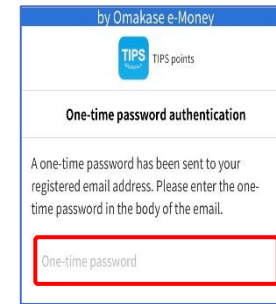 by Omakase e-Money
TIPS
TIPS points
One-time password authentication
A one-time password has been sent to your
registered email address. Please enter the one-
time password in the body of the email.
One-time password